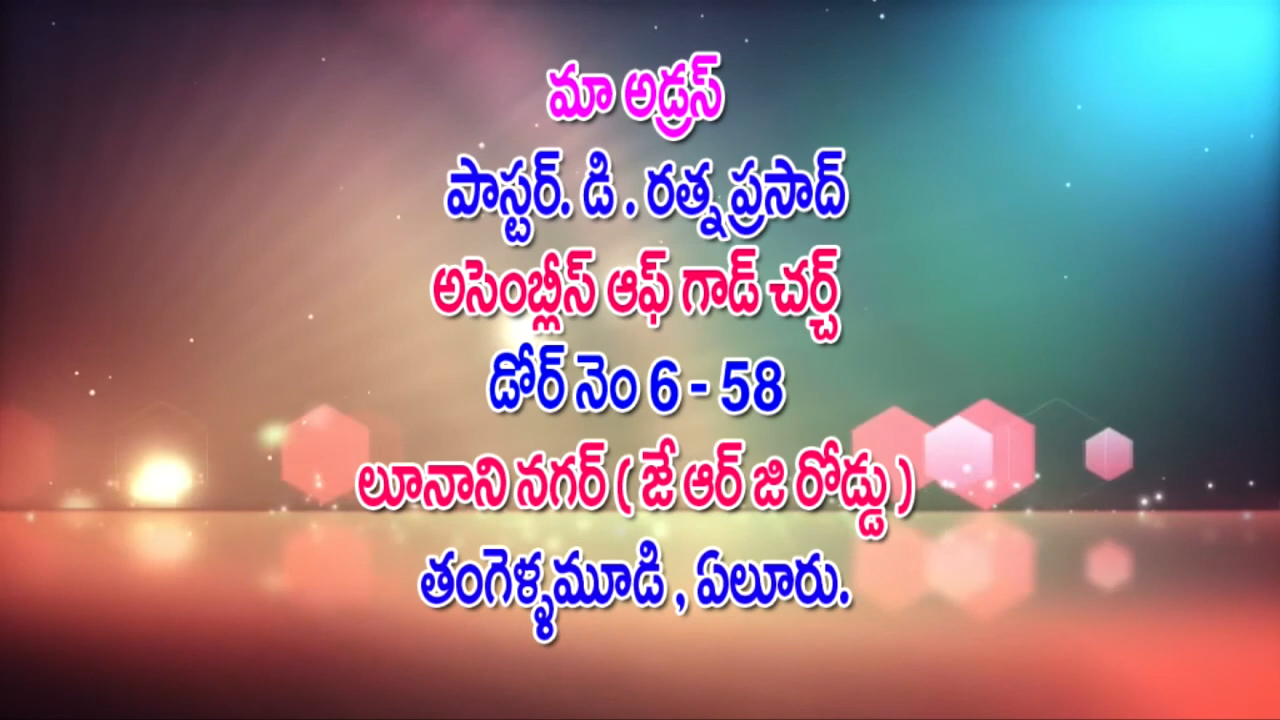 మా అడ్రస్
పాస్టర్. డి . రత్న ప్రసాద్
అసెంబ్లీస్ ఆఫ్ గాడ్ చర్చ్
డోర్ నెం 6 - 58
లూనాని నగర్ ( జే ఆర్ జి రోడ్డు )
తంగెళ్ళమూడి , ఏలూరు.